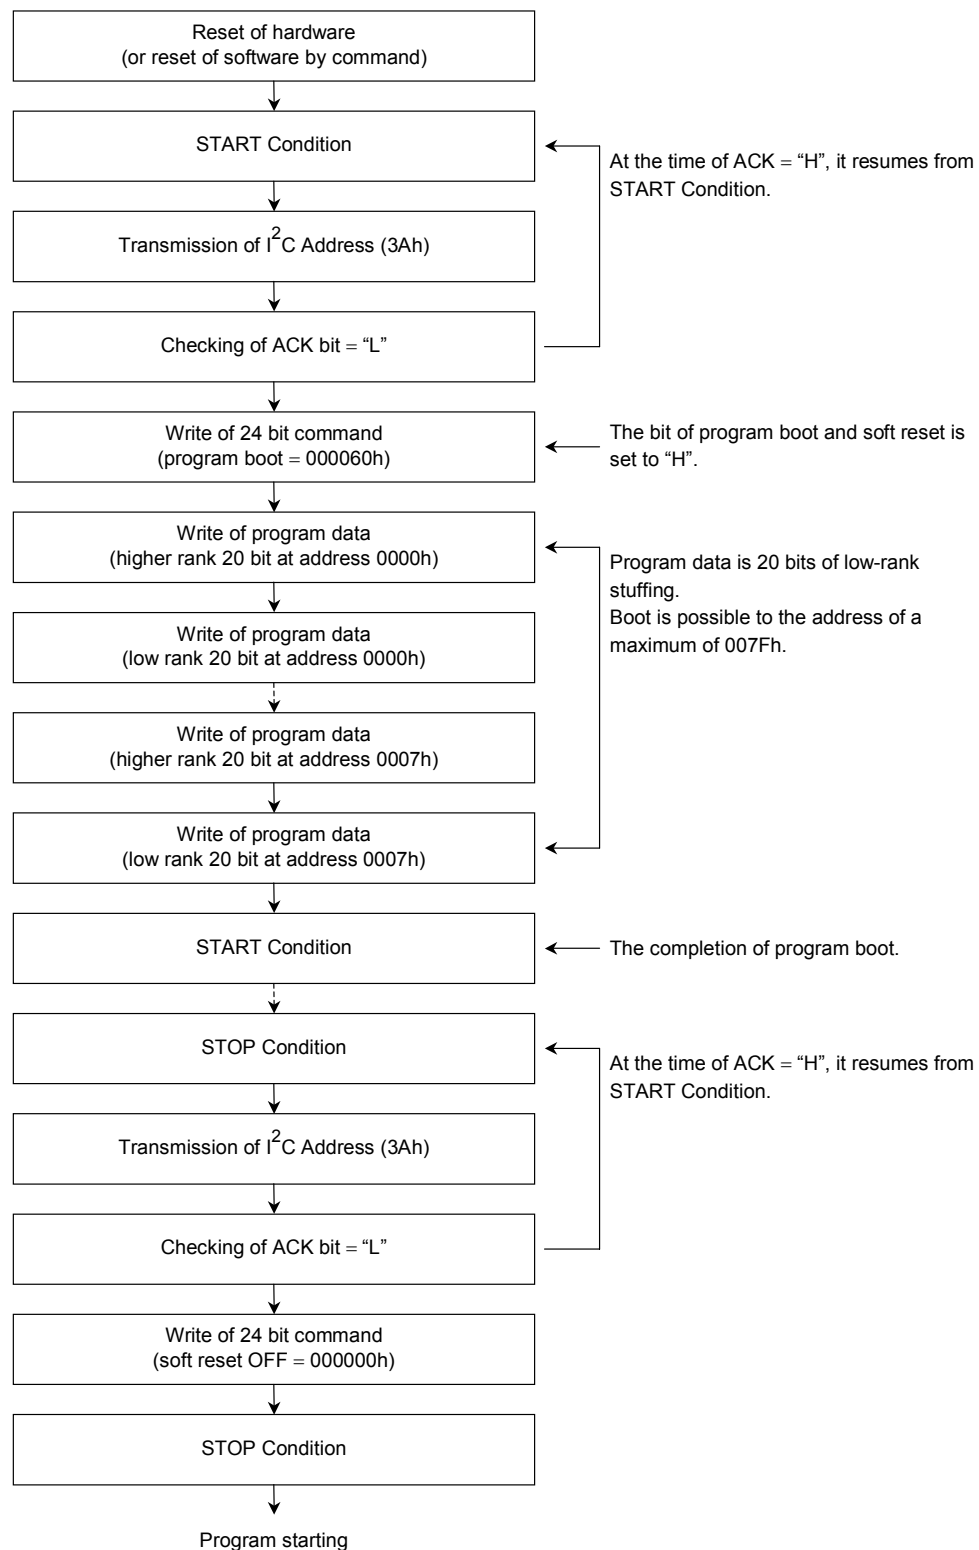 Reset of hardware
(or reset of software by command)
START Condition
At the time of ACK = “H”, it resumes from
START Condition.
Transmission of I²C Address (3Ah)
Checking of ACK bit = “L”
Write of 24 bit command
(program boot = 000060h)
The bit of program boot and soft reset is
set to “H”.
Write of program data
(higher rank 20 bit at address 0000h)
Program data is 20 bits of low-rank
stuffing.
Boot is possible to the address of a
maximum of 007Fh.
Write of program data
(low rank 20 bit at address 0000h)
Write of program data
(higher rank 20 bit at address 0007h)
Write of program data
(low rank 20 bit at address 0007h)
START Condition
The completion of program boot.
STOP Condition
At the time of ACK = “H”, it resumes from
START Condition.
Transmission of I²C Address (3Ah)
Checking of ACK bit = “L”
Write of 24 bit command
(soft reset OFF = 000000h)
STOP Condition
Program starting